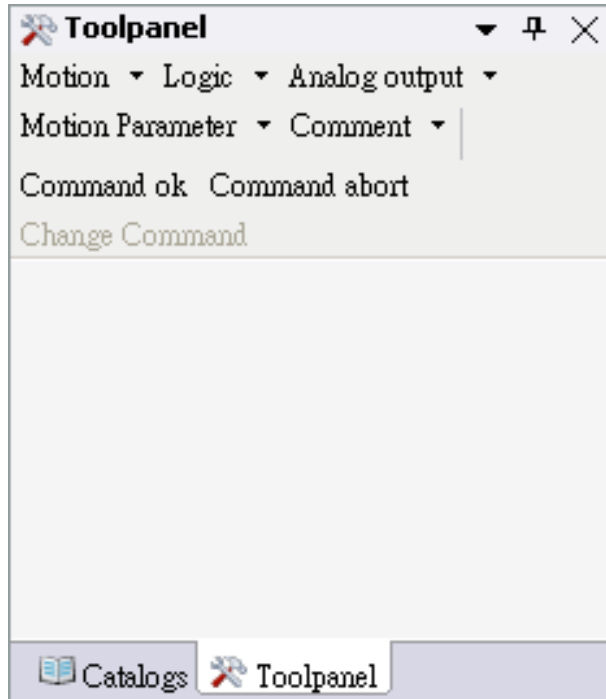 Toolpanel
Motion Logic Analog output
Motion Parameter Comment
Command ok Command abort
Change Command
Catalogs Toolpanel